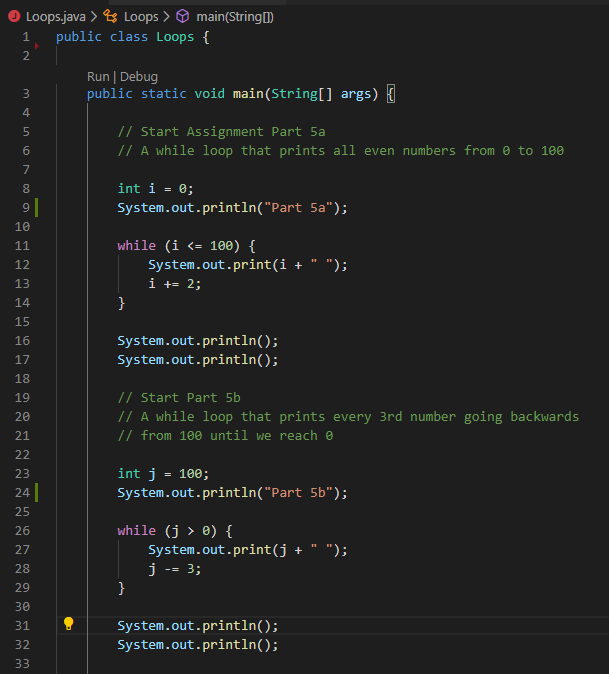 Loops.java > Loops > main(String[])
1 public class Loops {
2
Run | Debug
3 public static void main(String[] args) {
4
5 // Start Assignment Part 5a
6 // A while loop that prints all even numbers from 0 to 100
7
8 int i = 0;
9 System.out.println("Part 5a");
10
11 while (i <= 100) {
12 System.out.print(i + " ");
13 i += 2;
14 }
15
16 System.out.println();
17 System.out.println();
18
19 // Start Part 5b
20 // A while loop that prints every 3rd number going backwards
21 // from 100 until we reach 0
22
23 int j = 100;
24 System.out.println("Part 5b");
25
26 while (j > 0) {
27 System.out.print(j + " ");
28 j -= 3;
29 }
30
31 System.out.println();
32 System.out.println();
33